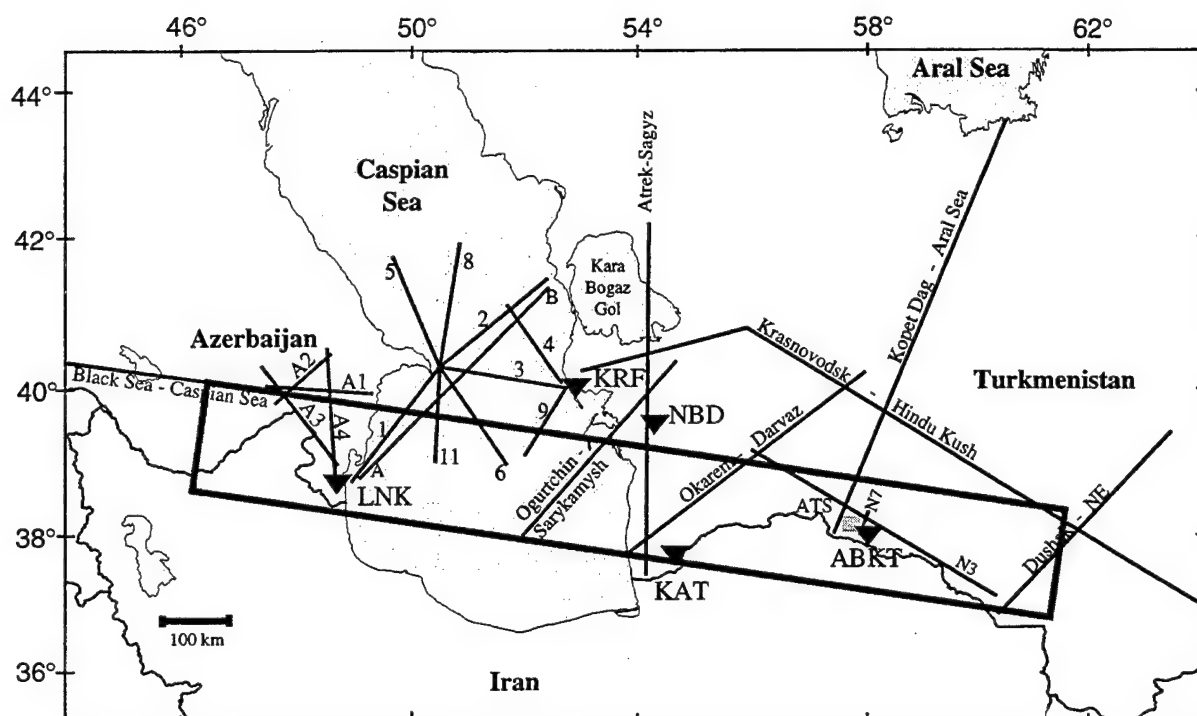 46°
50°
54°
58°
62°
44°
42°
40°
38°
36°
Aral Sea
Caspian
Sea
Atrek-Sagyz
Kopet Dag - Aral Sea
Kara
Bogaz
Gol
5
8
B
2
4
3
9
1
A
11
6
Azerbaijan
A2
A1
A3
A4
Black Sea - Caspian Sea
KRF
NBD
LNK
KAT
ABKT
Krasnovodsk - Hindu Kush
Turkmenistan
Okarem - Darvaz
Ogurtchin -
Sarykamysh
ATS
N7
N3
Dushak - NE
100 km
Iran